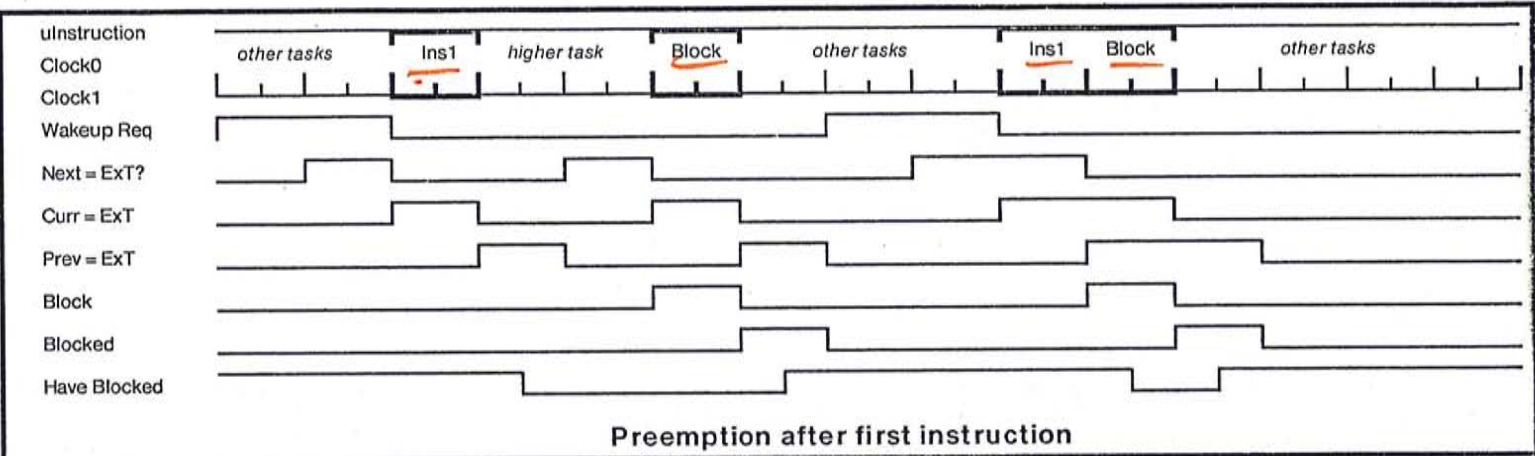 uInstruction
other tasks Ins1 higher task Block other tasks Ins1 Block other tasks
Clock0
Clock1
Wakeup Req
Next = ExT?
Curr = ExT
Prev = ExT
Block
Blocked
Have Blocked
Preemption after first instruction